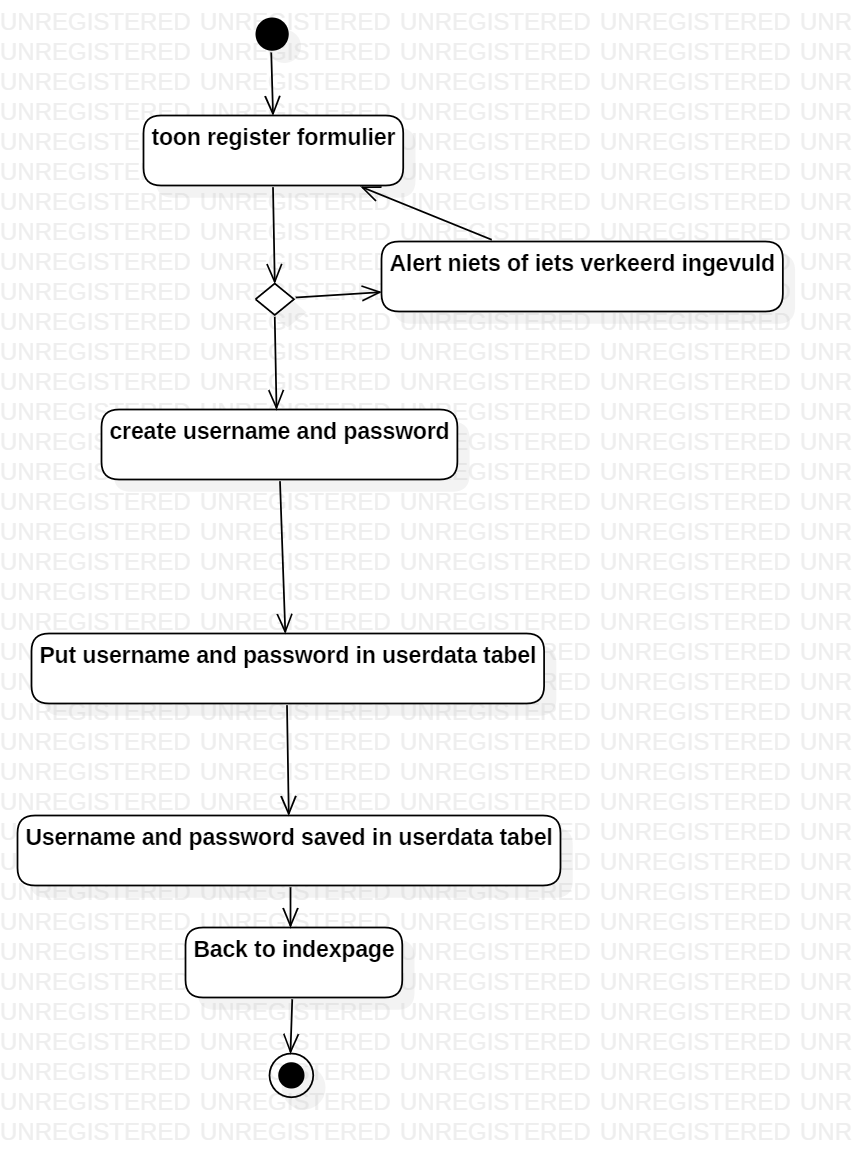 toon register formulier
Alert niets of iets verkeerd ingevuld
create username and password
Put username and password in userdata tabel
Username and password saved in userdata tabel
Back to indexpage
UNREGISTERED